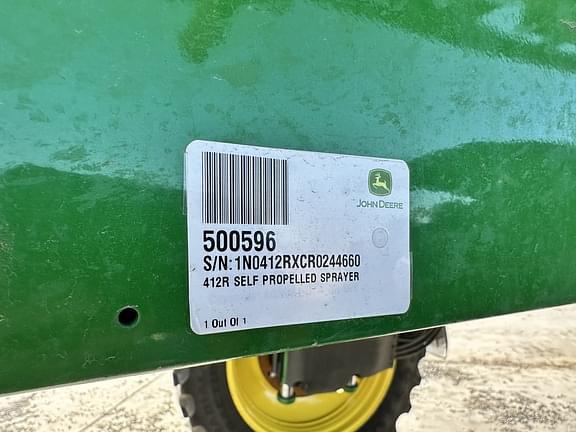 JOHN DEERE
500596
S/N: 1N0412RXCR0244660
412R SELF PROPELLED SPRAYER
1 Out Of 1